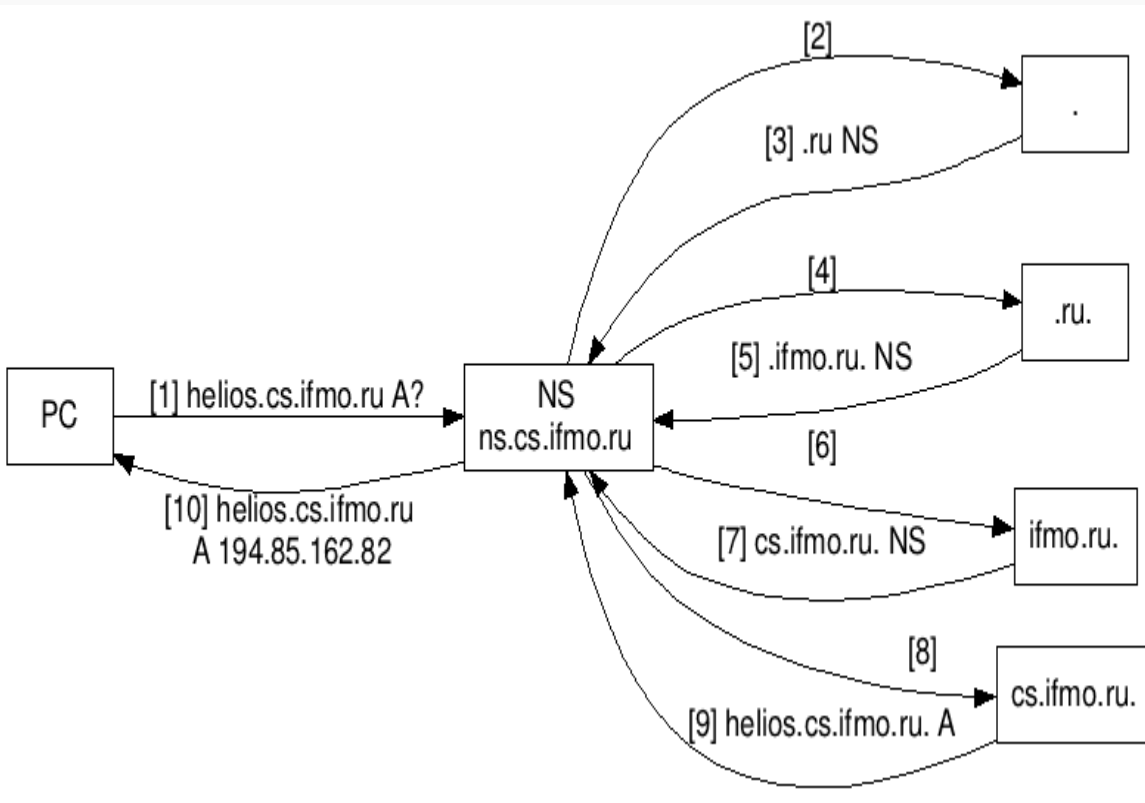 [2]
.
[3] .ru NS
[4]
.ru.
[5] .ifmo.ru. NS
PC
[1] helios.cs.ifmo.ru A?
NS
ns.cs.ifmo.ru
[6]
[10] helios.cs.ifmo.ru
A 194.85.162.82
[7] cs.ifmo.ru. NS
ifmo.ru.
[8]
cs.ifmo.ru.
[9] helios.cs.ifmo.ru. A